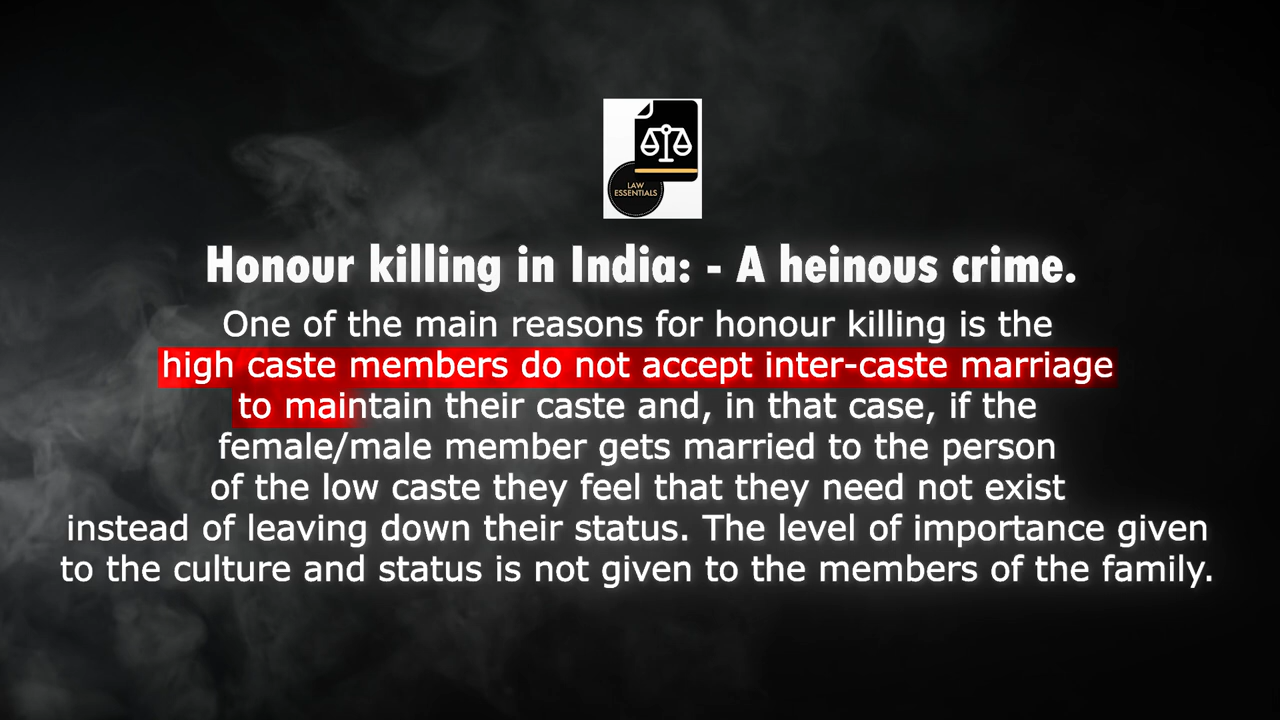 LAW
ESSENTIALS
Honour killing in India: - A heinous crime.
One of the main reasons for honour killing is the
high caste members do not accept inter-caste marriage
to maintain their caste and, in that case, if the
female/male member gets married to the person
of the low caste they feel that they need not exist
instead of leaving down their status. The level of importance given
to the culture and status is not given to the members of the family.